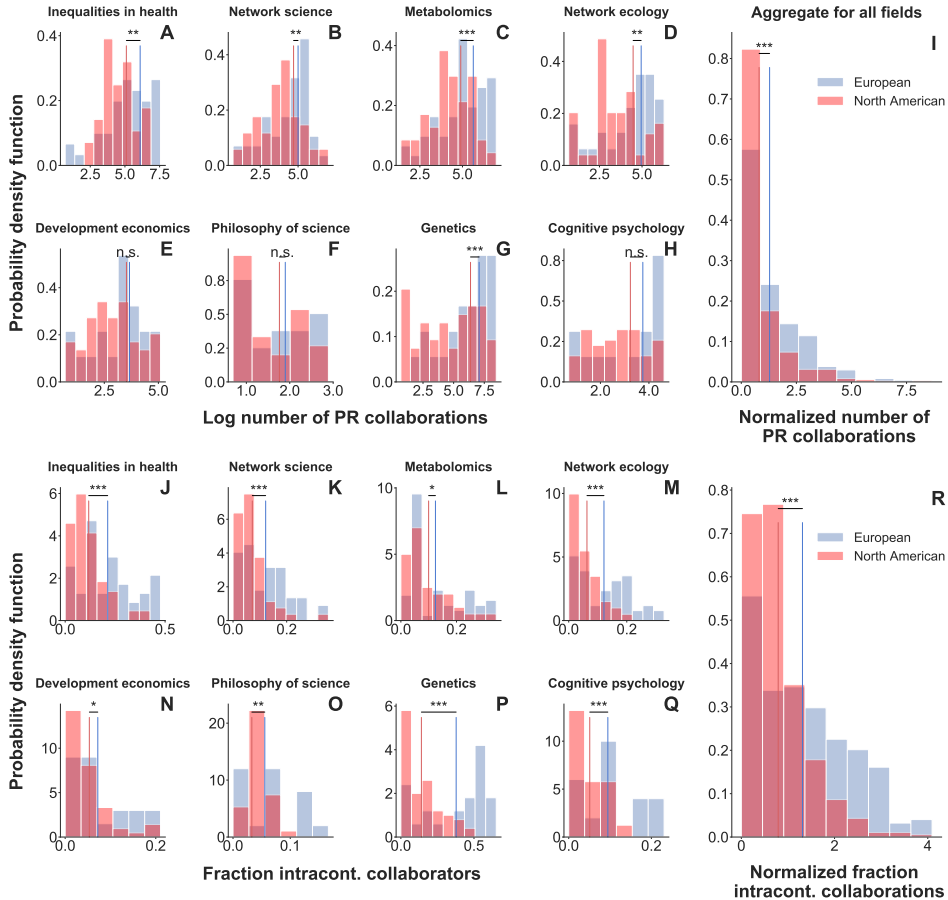 Inequalities in health
A
**
0.4
0.2
0.0
2.5 5.0 7.5
Network science
B
**
0.4
0.2
0.0
2.5 5.0
Metabolomics
C
***
0.4
0.2
0.0
2.5 5.0
Network ecology
D
**
0.4
0.2
0.0
2.5 5.0
Development economics
E
n.s.
0.4
0.2
0.0
2.5 5.0
Philosophy of science
F
n.s.
0.8
0.5
0.2
0.0
1.0 2.0 3.0
Genetics
G
***
0.2
0.0
2.5 5.0 7.5
Cognitive psychology
H
n.s.
0.8
0.5
0.2
0.0
2.0 4.0
Probability density function
Log number of PR collaborations
Aggregate for all fields
I
***
European
North American
0.8
0.7
0.6
0.5
0.4
0.3
0.2
0.1
0.0
0.0 2.5 5.0 7.5
Normalized number of
PR collaborations
Inequalities in health
J
***
6
4
2
0
0.0 0.5
Network science
K
***
6
4
2
0
0.0 0.2
Metabolomics
L
*
10
5
0
0.0 0.2
Network ecology
M
***
10
5
0
0.0 0.2
Development economics
N
*
10
5
0
0.0 0.2
Philosophy of science
O
**
20
10
0
0.0 0.1
Genetics
P
***
6
4
2
0
0.0 0.5
Cognitive psychology
Q
***
10
5
0
0.0 0.2
Probability density function
Fraction intracont. collaborators
R
***
European
North American
0.8
0.7
0.6
0.5
0.4
0.3
0.2
0.1
0.0
0 2 4
Normalized fraction
intracont. collaborations